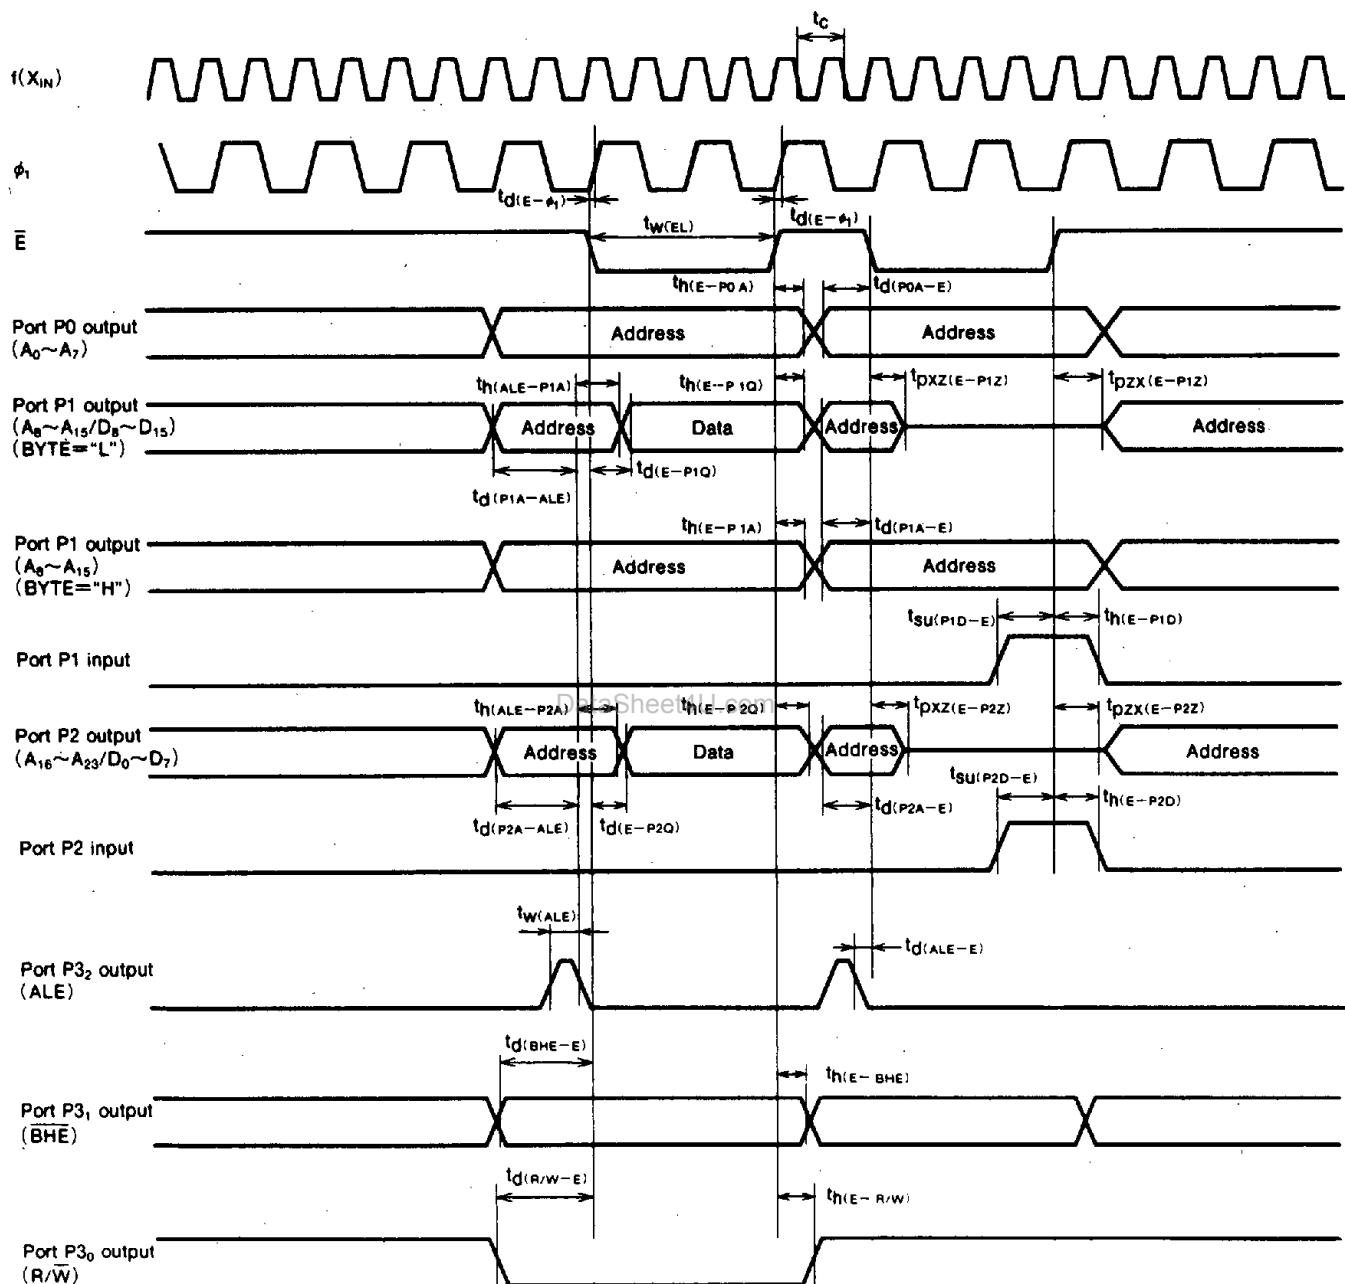 tC
f(XIN)
ϕ1
td(E−ϕ1)
td(E−ϕ1)
E̅
tW(EL)
th(E−P0A)
td(P0A−E)
Port P0 output
(A0~A7)
Address
Address
th(ALE−P1A)
th(E−P1Q)
tpxz(E−P1Z)
tpzx(E−P1Z)
Port P1 output
(A8~A15/D8~D15)
(BYTE="L")
Address
Data
Address
Address
td(E−P1Q)
td(P1A−ALE)
th(E−P1A)
td(P1A−E)
Port P1 output
(A8~A15)
(BYTE="H")
Address
Address
tsu(P1D−E)
th(E−P1D)
Port P1 input
DataSheet4U.com
th(ALE−P2A)
th(E−P2Q)
tpxz(E−P2Z)
tpzx(E−P2Z)
Port P2 output
(A16~A23/D0~D7)
Address
Data
Address
Address
tsu(P2D−E)
td(P2A−ALE)
td(E−P2Q)
td(P2A−E)
th(E−P2D)
Port P2 input
tW(ALE)
td(ALE−E)
Port P32 output
(ALE)
td(BHE−E)
th(E−BHE)
Port P31 output
(B̅H̅E̅)
td(R/W−E)
th(E−R/W)
Port P30 output
(R/W̅)